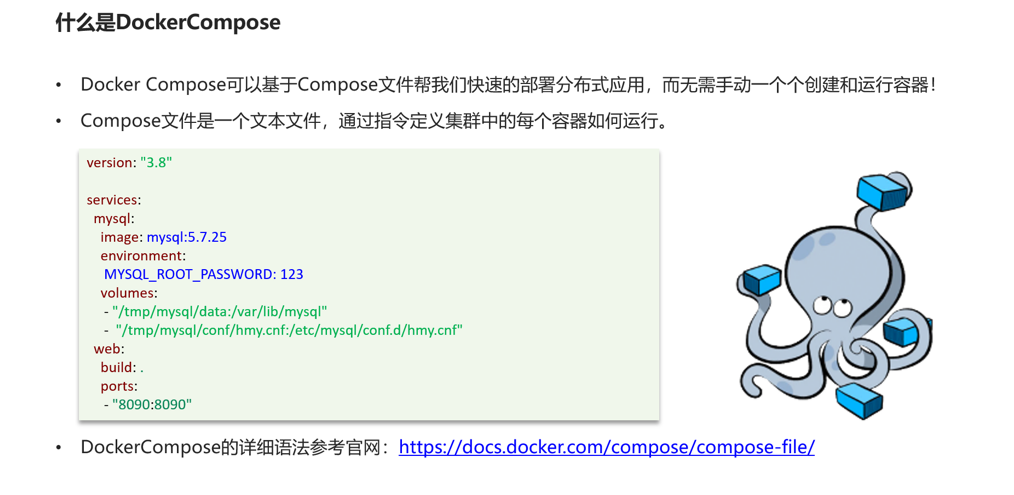 什么是DockerCompose
• Docker Compose可以基于Compose文件帮我们快速的部署分布式应用，而无需手动一个个创建和运行容器！
• Compose文件是一个文本文件，通过指令定义集群中的每个容器如何运行。
version: "3.8"
services:
mysql:
image: mysql:5.7.25
environment:
MYSQL_ROOT_PASSWORD: 123
volumes:
- "/tmp/mysql/data:/var/lib/mysql"
- "/tmp/mysql/conf/hmy.cnf:/etc/mysql/conf.d/hmy.cnf"
web:
build: .
ports:
- "8090:8090"
• DockerCompose的详细语法参考官网：https://docs.docker.com/compose/compose-file/